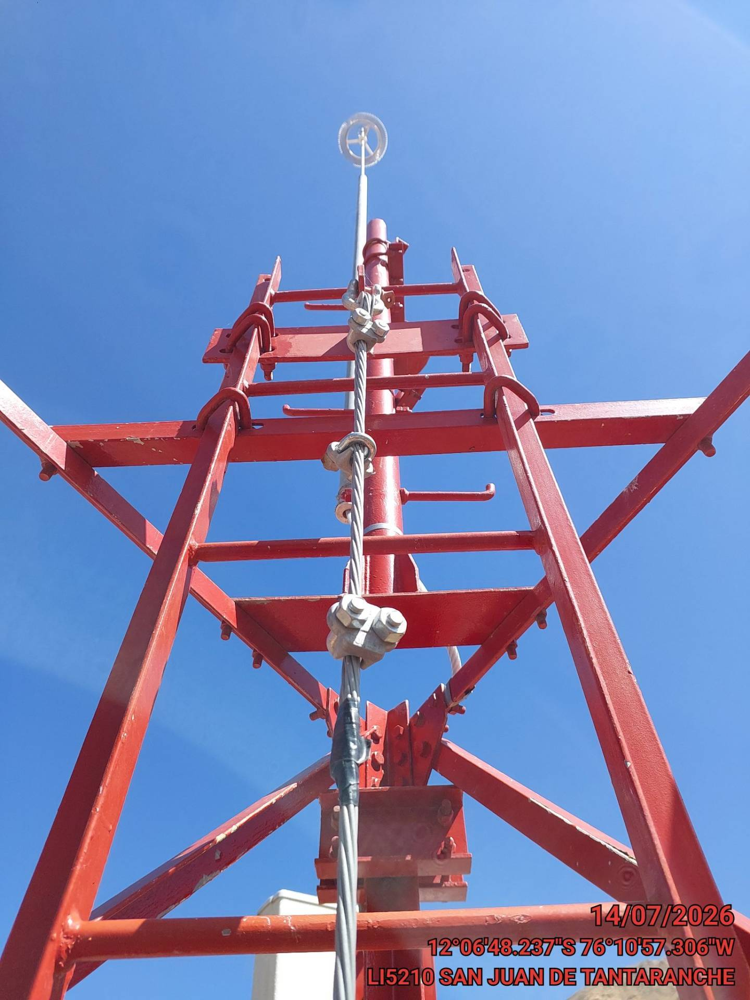 14/07/2026
12°06'48.237"S 76°10'57.306"W
LI5210 SAN JUAN DE TANTARANCHE